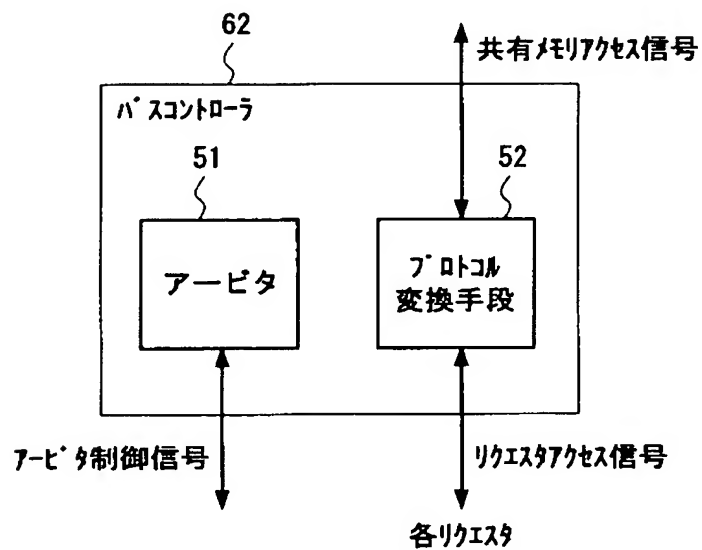 62
共有メモリアクセス信号
バスコントローラ
51
52
アービタ
プロトコル
変換手段
アービタ制御信号
リクエスタアクセス信号
各リクエスタ